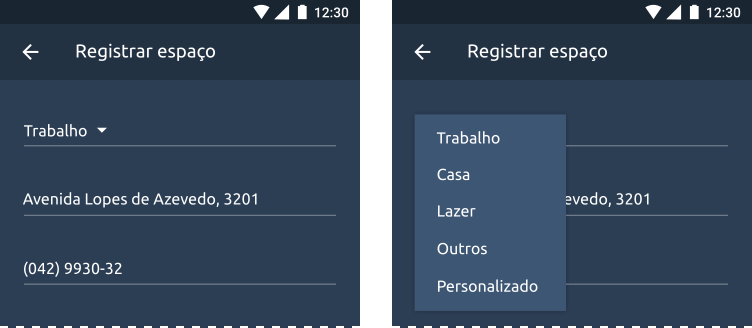 12:30
Registrar espaço
Trabalho
Avenida Lopes de Azevedo, 3201
(042) 9930-32
12:30
Registrar espaço
Trabalho
Casa
Lazer
evedo, 3201
Outros
Personalizado